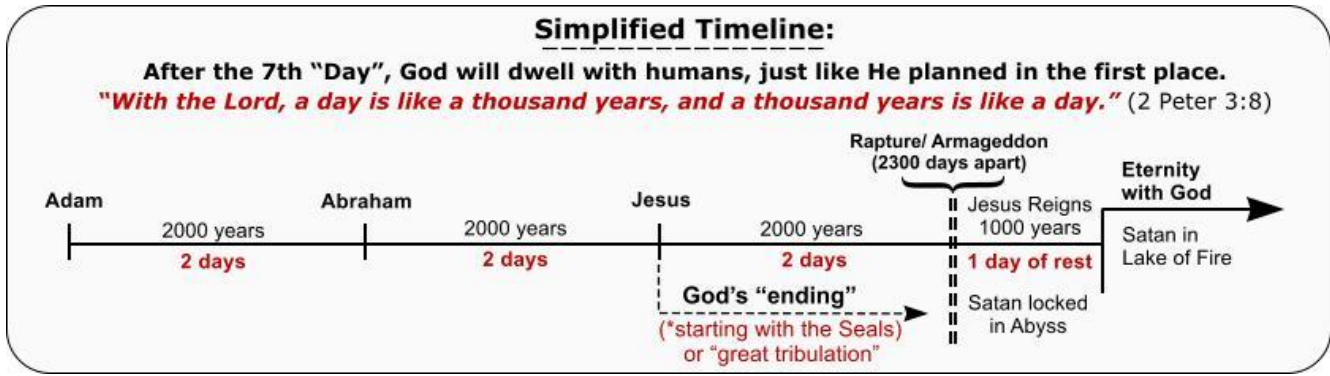 Simplified Timeline:
After the 7th “Day”, God will dwell with humans, just like He planned in the first place.
“With the Lord, a day is like a thousand years, and a thousand years is like a day.” (2 Peter 3:8)
Rapture/ Armageddon
(2300 days apart)
Eternity
with God
Adam
Abraham
Jesus
2000 years
2 days
2000 years
2 days
2000 years
2 days
Jesus Reigns
1000 years
1 day of rest
Satan in
Lake of Fire
God’s “ending”
(*starting with the Seals)
or “great tribulation”
Satan locked
in Abyss